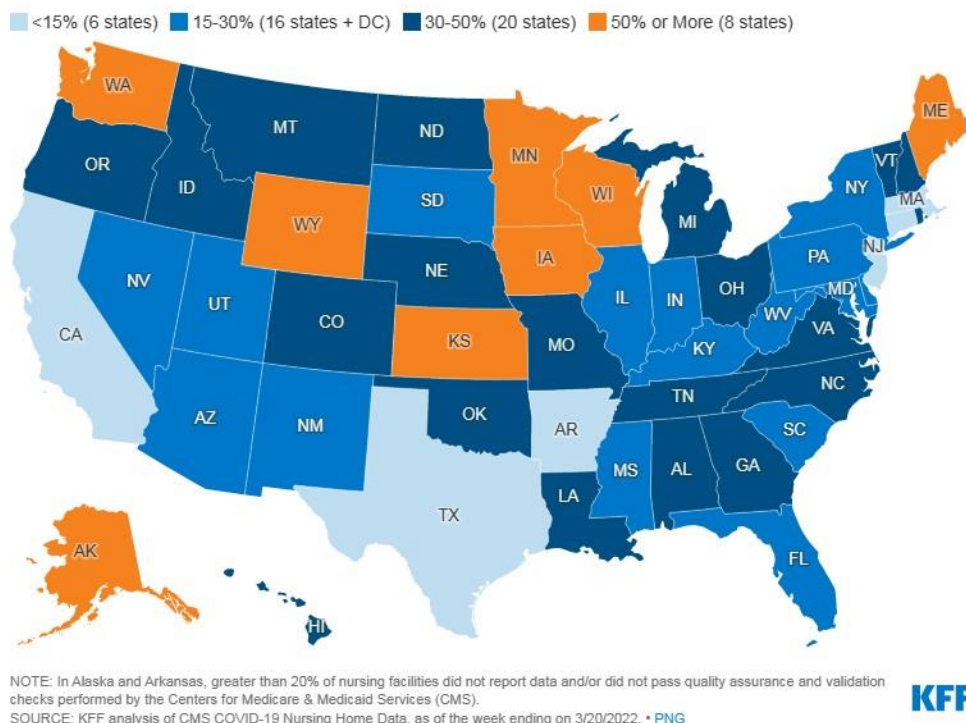 <15% (6 states) 15-30% (16 states + DC) 30-50% (20 states) 50% or More (8 states)
WA
ME
MT
ND
MN
VT
OR
ID
WI
NY
MA
SD
MI
WY
NJ
IA
PA
NE
OH
MD
NV
IL
IN
UT
WV
CO
VA
CA
KS
MO
KY
NC
TN
OK
AZ
NM
AR
SC
MS
AL
GA
LA
TX
AK
FL
HI
NOTE: In Alaska and Arkansas, greater than 20% of nursing facilities did not report data and/or did not pass quality assurance and validation
checks performed by the Centers for Medicare & Medicaid Services (CMS).
SOURCE: KFF analysis of CMS COVID-19 Nursing Home Data, as of the week ending on 3/20/2022. • PNG
KFF